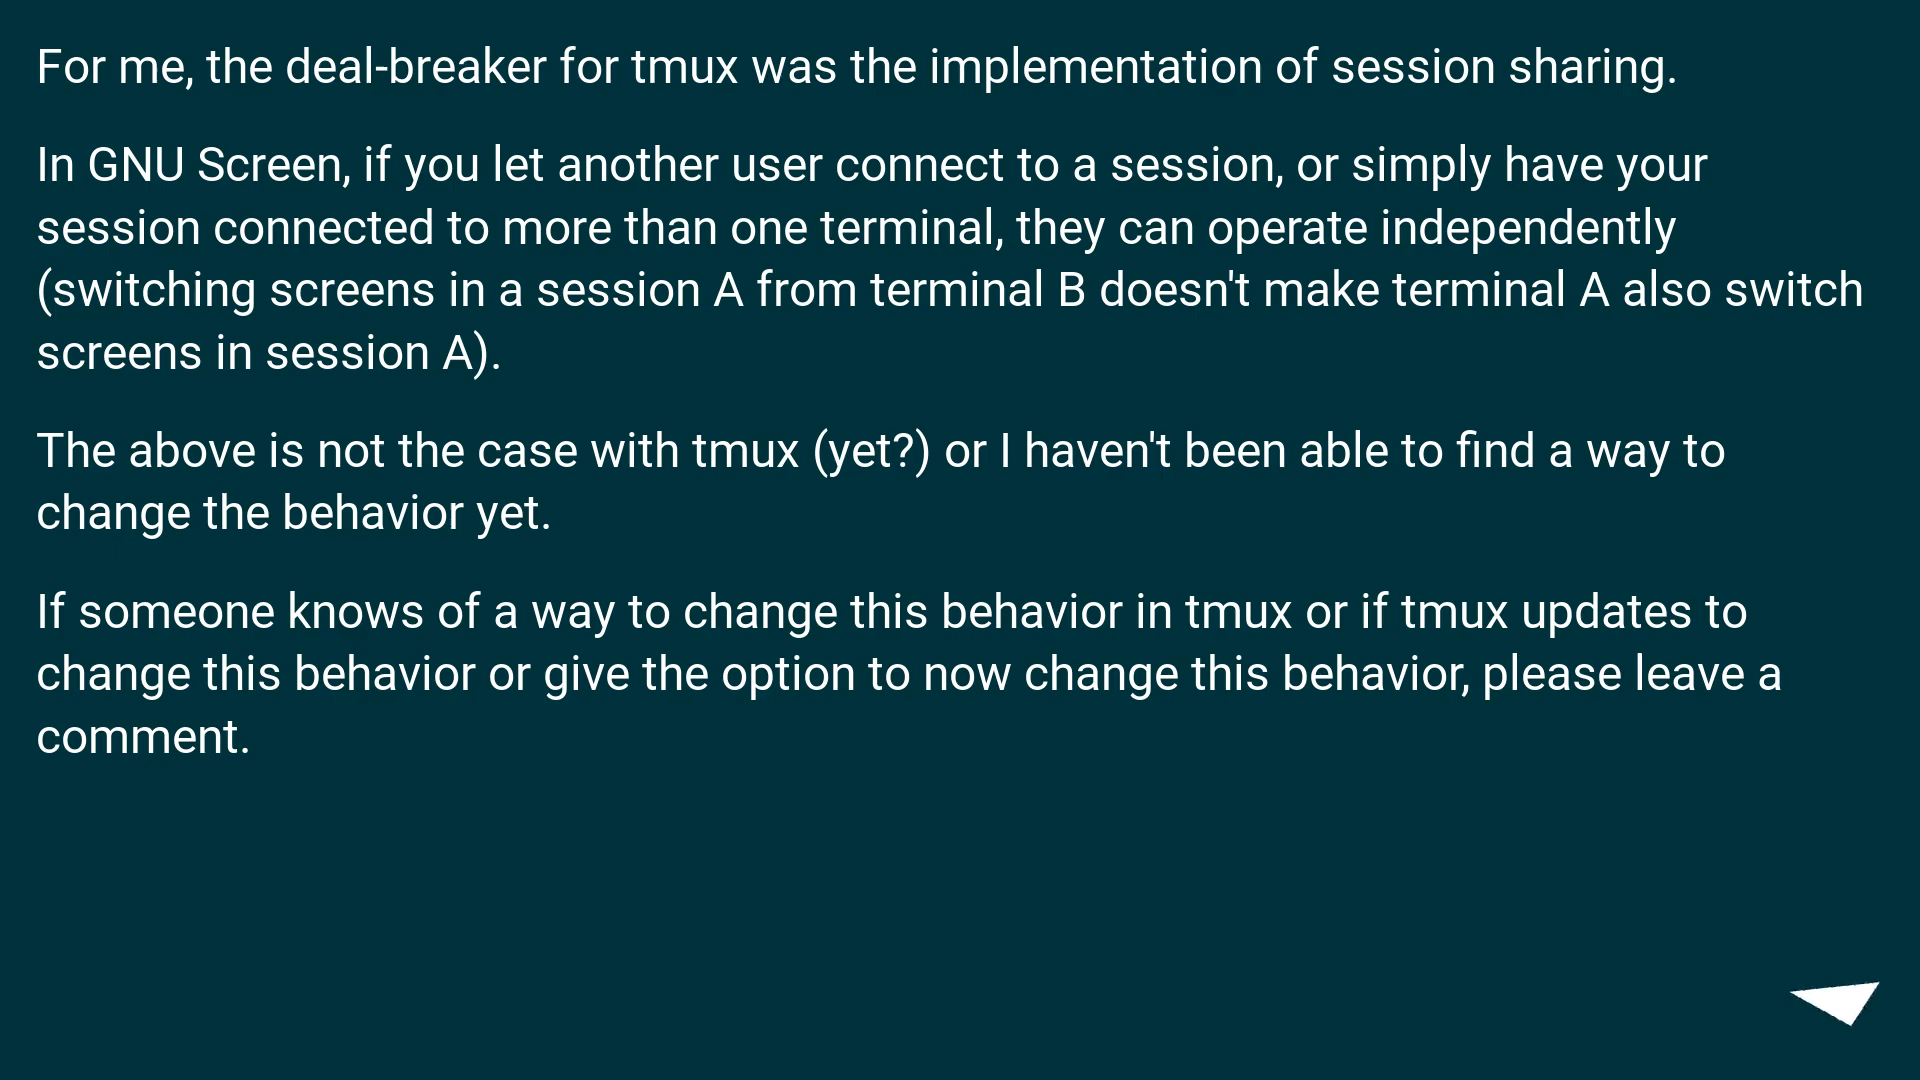 For me, the deal-breaker for tmux was the implementation of session sharing.
In GNU Screen, if you let another user connect to a session, or simply have your
session connected to more than one terminal, they can operate independently
(switching screens in a session A from terminal B doesn't make terminal A also switch
screens in session A).
The above is not the case with tmux (yet?) or I haven't been able to find a way to
change the behavior yet.
If someone knows of a way to change this behavior in tmux or if tmux updates to
change this behavior or give the option to now change this behavior, please leave a
comment.